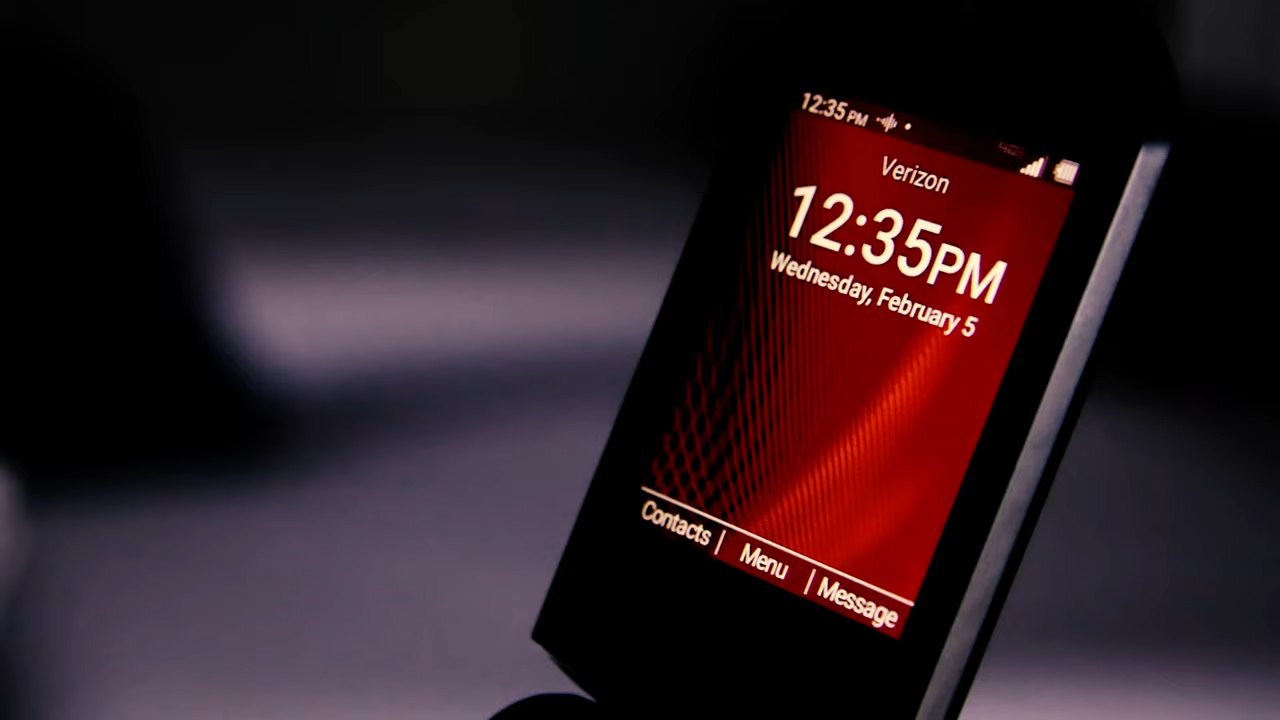 12:35 PM
Verizon
12:35PM
Wednesday, February 5
Contacts | Menu | Message